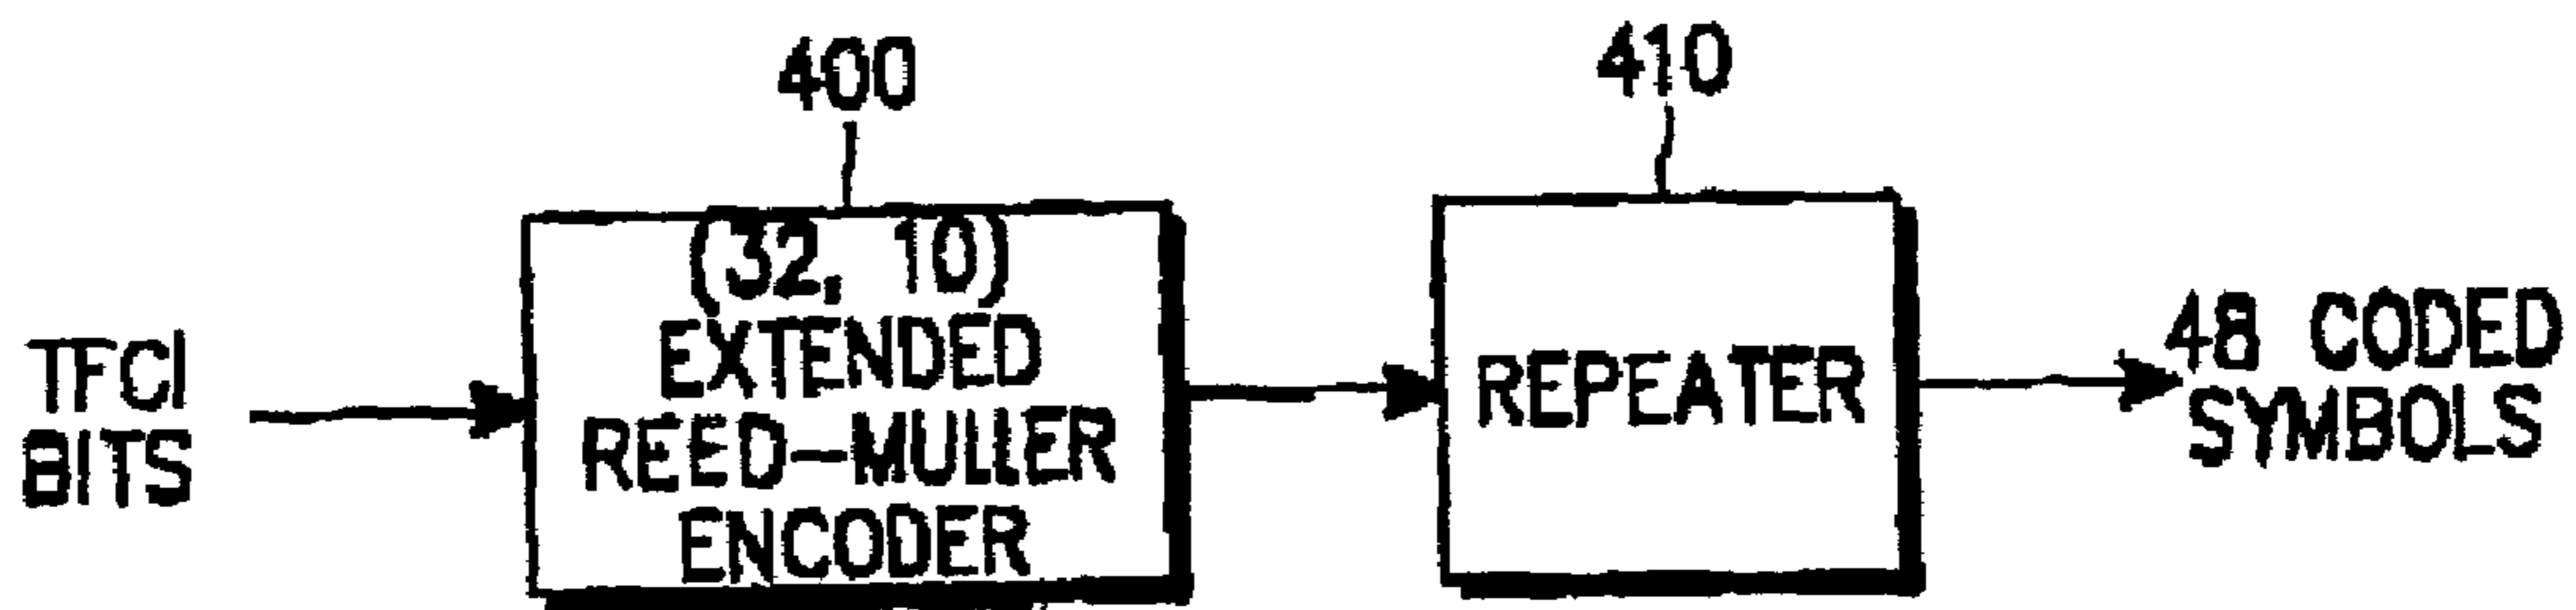 400
410
TFCI
BITS
(32, 10)
EXTENDED
REED-MULLER
ENCODER
REPEATER
48 CODED
SYMBOLS